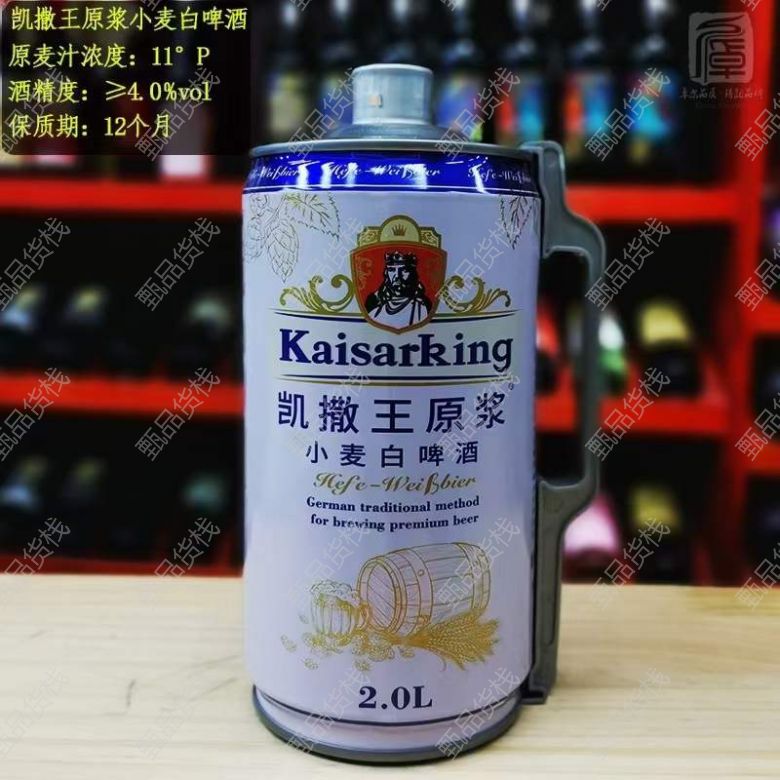 凯撒王原浆小麦白啤酒
原麦汁浓度：11°P
酒精度：≥4.0%vol
保质期：12个月
Hefe-Weißbier
Kaisarking
凯撒王原浆
小麦白啤酒
Hefe-Weißbier
German traditional method
for brewing premium beer
2.0L
甄品货栈